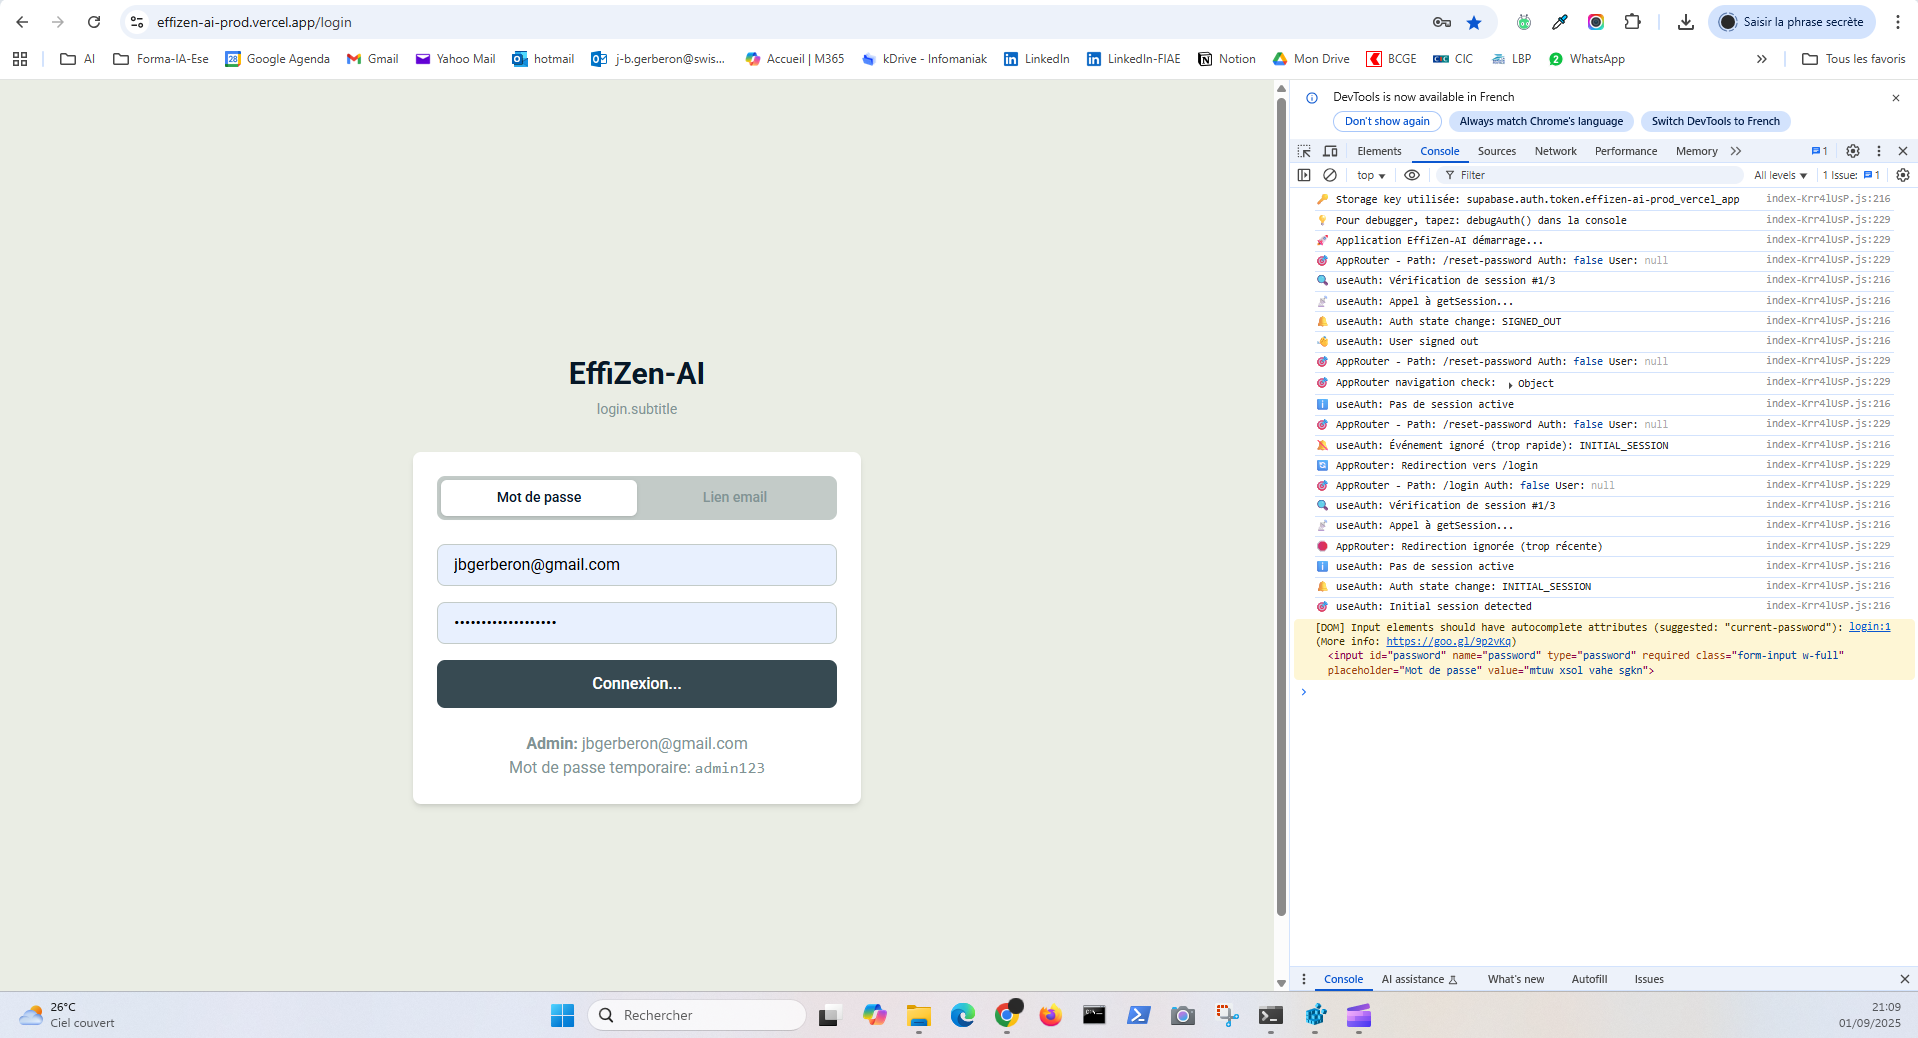 effizen-ai-prod.vercel.app/login
Saisir la phrase secrète
AI
Forma-IA-Ese
Google Agenda
Gmail
Yahoo Mail
hotmail
j-b.gerberon@swis...
Accueil | M365
kDrive - Infomaniak
LinkedIn
LinkedIn-FIAE
Notion
Mon Drive
BCGE
CIC
LBP
WhatsApp
Tous les favoris
EffiZen-AI
login.subtitle
Mot de passe
Lien email
jbgerberon@gmail.com
•••••••••••••••••••
Connexion...
Admin: jbgerberon@gmail.com
Mot de passe temporaire: admin123
DevTools is now available in French
Don't show again
Always match Chrome's language
Switch DevTools to French
Elements
Console
Sources
Network
Performance
Memory
1
top
Filter
All levels
1 Issue: 1
Storage key utilisée: supabase.auth.token.effizen-ai-prod_vercel_app index-Krr4lUsP.js:216
Pour debugger, tapez: debugAuth() dans la console index-Krr4lUsP.js:229
Application EffiZen-AI démarrage... index-Krr4lUsP.js:229
AppRouter - Path: /reset-password Auth: false User: null index-Krr4lUsP.js:229
useAuth: Vérification de session #1/3 index-Krr4lUsP.js:216
useAuth: Appel à getSession... index-Krr4lUsP.js:216
useAuth: Auth state change: SIGNED_OUT index-Krr4lUsP.js:216
useAuth: User signed out index-Krr4lUsP.js:216
AppRouter - Path: /reset-password Auth: false User: null index-Krr4lUsP.js:229
AppRouter navigation check: Object index-Krr4lUsP.js:229
useAuth: Pas de session active index-Krr4lUsP.js:216
AppRouter - Path: /reset-password Auth: false User: null index-Krr4lUsP.js:229
useAuth: Événement ignoré (trop rapide): INITIAL_SESSION index-Krr4lUsP.js:216
AppRouter: Redirection vers /login index-Krr4lUsP.js:229
AppRouter - Path: /login Auth: false User: null index-Krr4lUsP.js:229
useAuth: Vérification de session #1/3 index-Krr4lUsP.js:216
useAuth: Appel à getSession... index-Krr4lUsP.js:216
AppRouter: Redirection ignorée (trop récente) index-Krr4lUsP.js:229
useAuth: Pas de session active index-Krr4lUsP.js:216
useAuth: Auth state change: INITIAL_SESSION index-Krr4lUsP.js:216
useAuth: Initial session detected index-Krr4lUsP.js:216
[DOM] Input elements should have autocomplete attributes (suggested: "current-password"): login:1
(More info: https://goo.gl/9p2vKq)
<input id="password" name="password" type="password" required class="form-input w-full"
placeholder="Mot de passe" value="mtuw xsol vahe sgkn">
Console
AI assistance
What's new
Autofill
Issues
26°C
Ciel couvert
Rechercher
21:09
01/09/2025